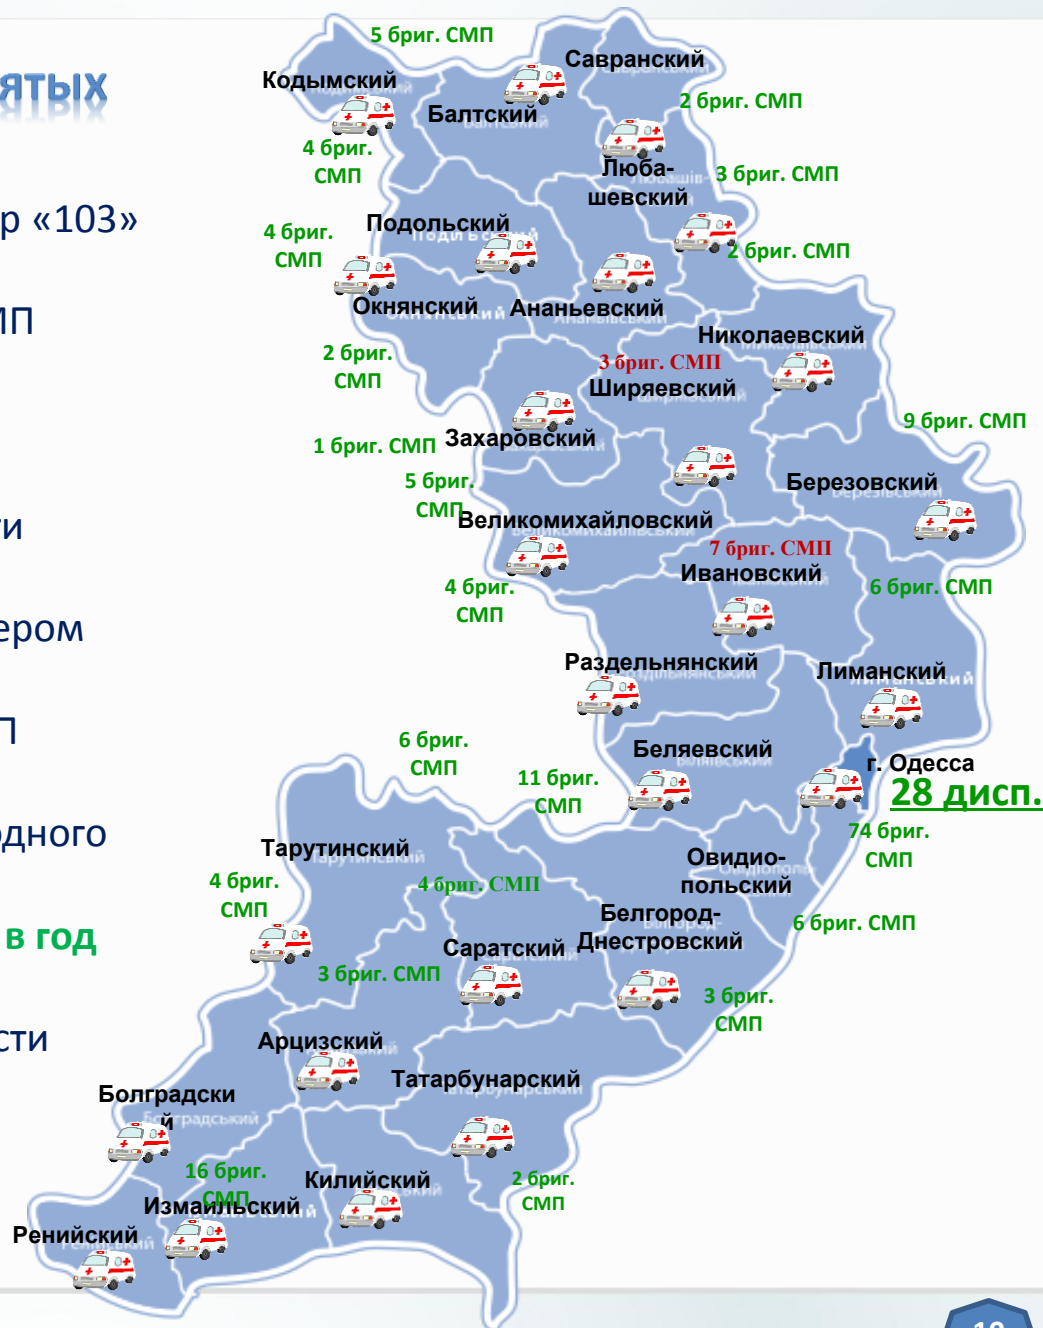 ятых
р «103»
ИП
ти
ером
П
одного
в год
сти
5 бриг. СМП
Савранский
Кодымский
Балтский
2 бриг. СМП
4 бриг.
СМП
Люба-
шевский
3 бриг. СМП
Подольский
4 бриг.
СМП
2 бриг. СМП
Окнянский
Ананьевский
Николаевский
2 бриг.
СМП
3 бриг. СМП
Ширяевский
9 бриг. СМП
1 бриг. СМП
Захаровский
5 бриг.
СМП
Березовский
Великомихайловский
7 бриг. СМП
Ивановский
4 бриг.
СМП
6 бриг. СМП
Раздельнянский
Лиманский
6 бриг.
СМП
Беляевский
г. Одесса
28 дисп.
11 бриг.
СМП
74 бриг.
СМП
Тарутинский
Овидио-
польский
4 бриг.
СМП
4 бриг. СМП
Белгород-
Днестровский
6 бриг. СМП
Саратский
3 бриг. СМП
3 бриг.
СМП
Арцизский
Татарбунарский
Болградски
й
16 бриг.
СМП
Килийский
2 бриг.
СМП
Измаильский
Ренийский